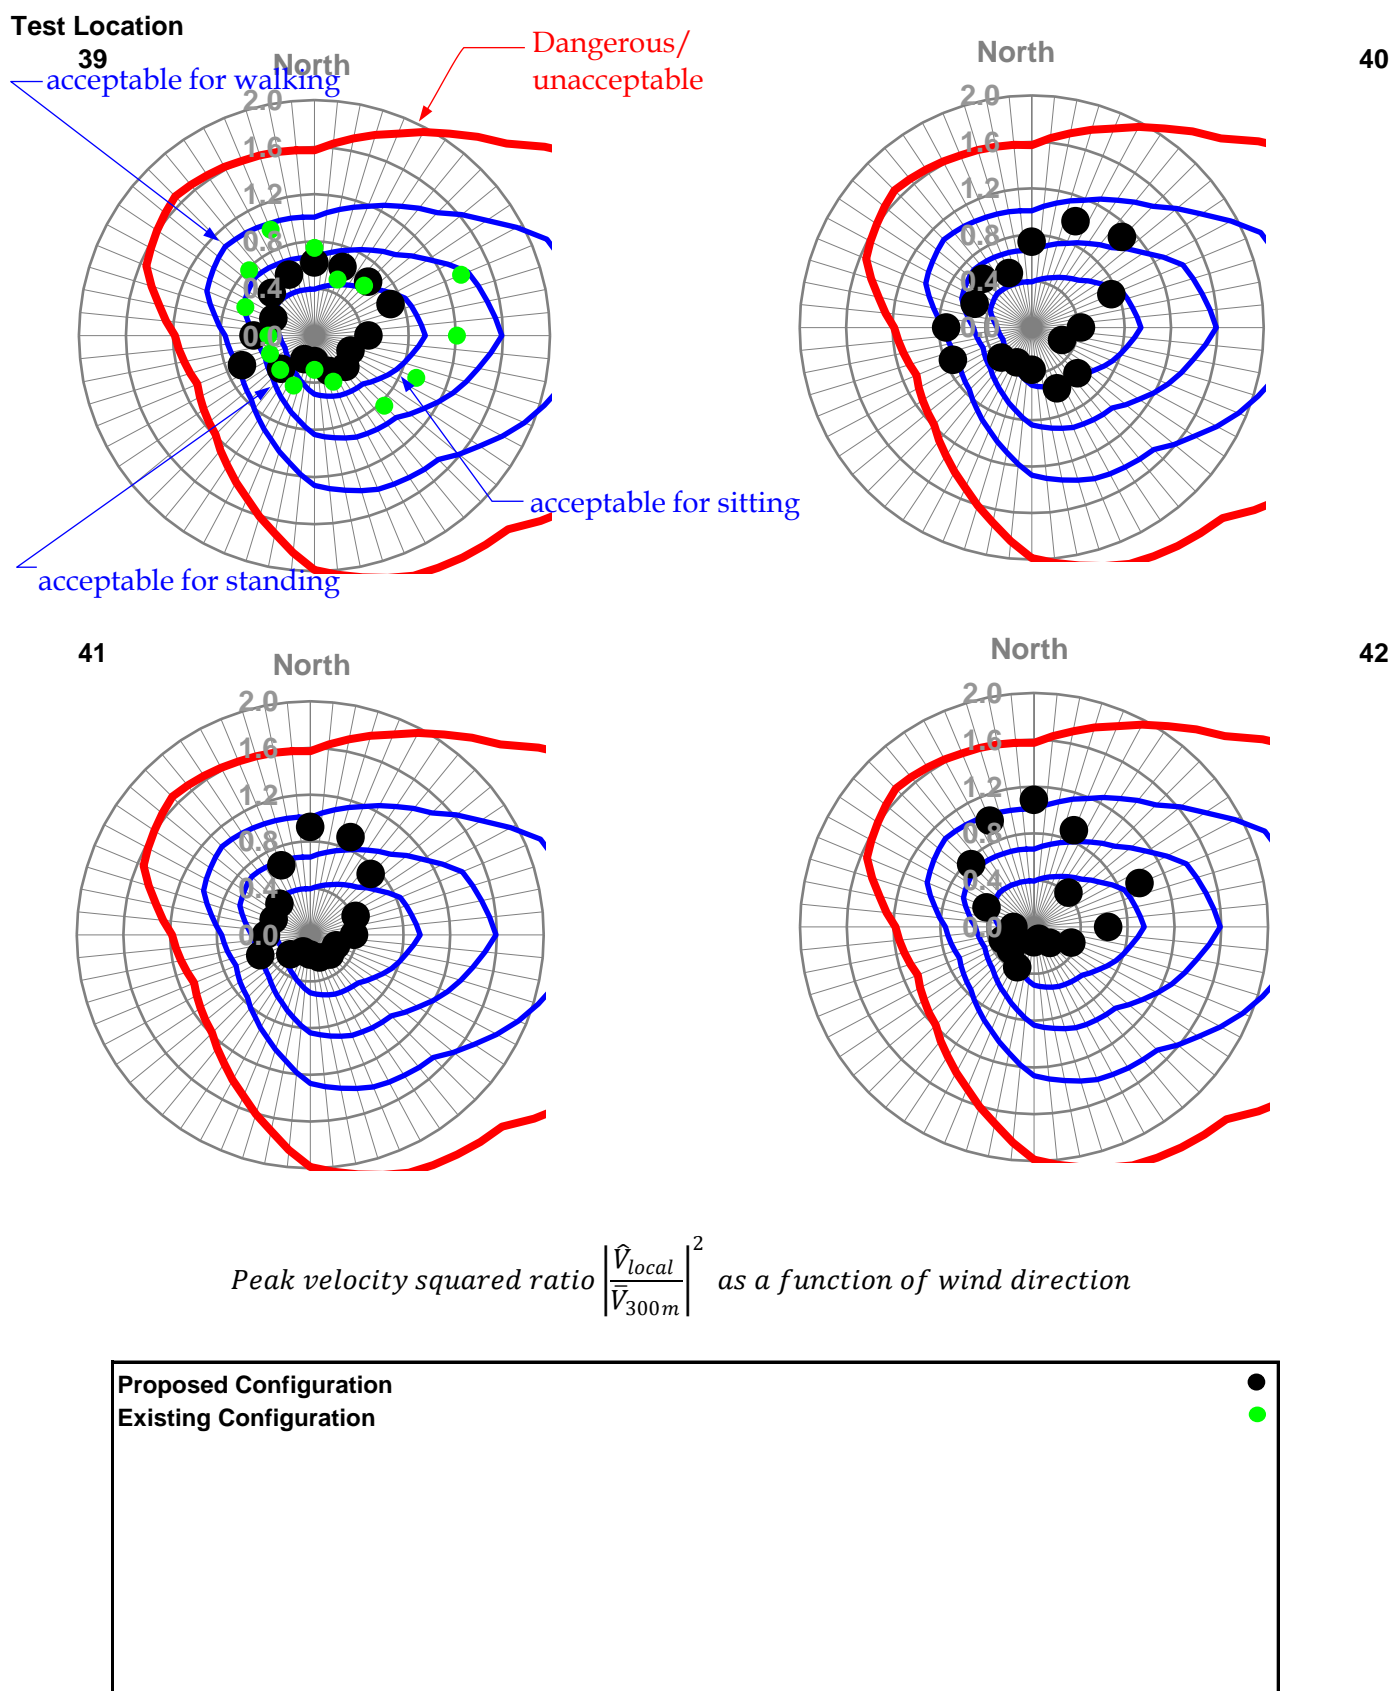 Test Location
39
North
Dangerous/
unacceptable
acceptable for walking
2.0
1.6
1.2
0.8
0.4
0.0
acceptable for sitting
acceptable for standing
North
40
2.0
1.6
1.2
0.8
0.4
0.0
41
North
2.0
1.6
1.2
0.8
0.4
0.0
North
42
2.0
1.6
1.2
0.8
0.4
0.0
Peak velocity squared ratio |V̂local / V̄300m|² as a function of wind direction
Proposed Configuration
Existing Configuration